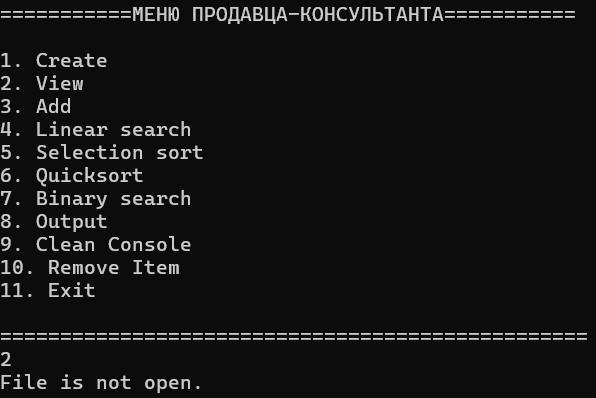 ===========МЕНЮ ПРОДАВЦА-КОНСУЛЬТАНТА===========
1. Create
2. View
3. Add
4. Linear search
5. Selection sort
6. Quicksort
7. Binary search
8. Output
9. Clean Console
10. Remove Item
11. Exit
=================================================
2
File is not open.